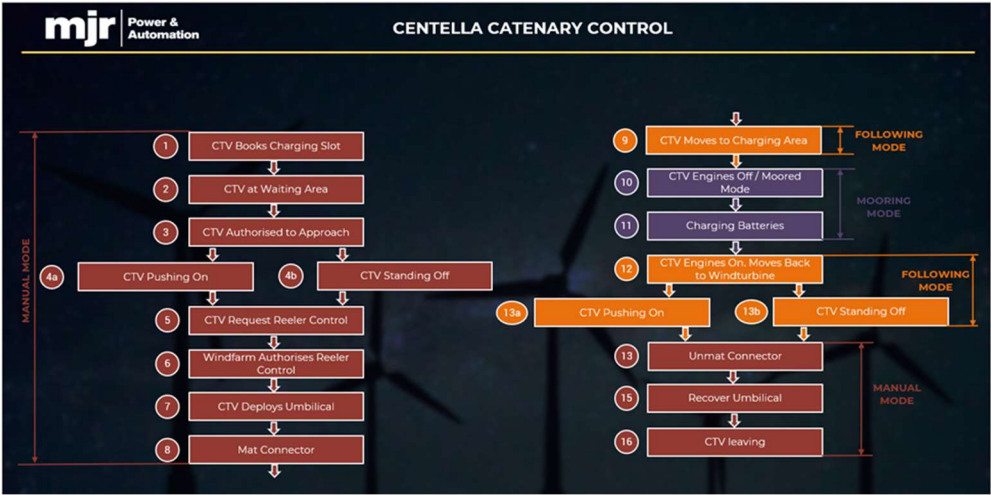 mjr
Power &
Automation
CENTELLA CATENARY CONTROL
MANUAL MODE
1
CTV Books Charging Slot
2
CTV at Waiting Area
3
CTV Authorised to Approach
4a
CTV Pushing On
4b
CTV Standing Off
5
CTV Request Reeler Control
6
Windfarm Authorises Reeler
Control
7
CTV Deploys Umbilical
8
Mat Connector
9
CTV Moves to Charging Area
FOLLOWING
MODE
10
CTV Engines Off / Moored
Mode
11
Charging Batteries
MOORING
MODE
12
CTV Engines On, Moves Back
to Windturbine
13a
CTV Pushing On
13b
CTV Standing Off
FOLLOWING
MODE
13
Unmat Connector
15
Recover Umbilical
16
CTV leaving
MANUAL
MODE